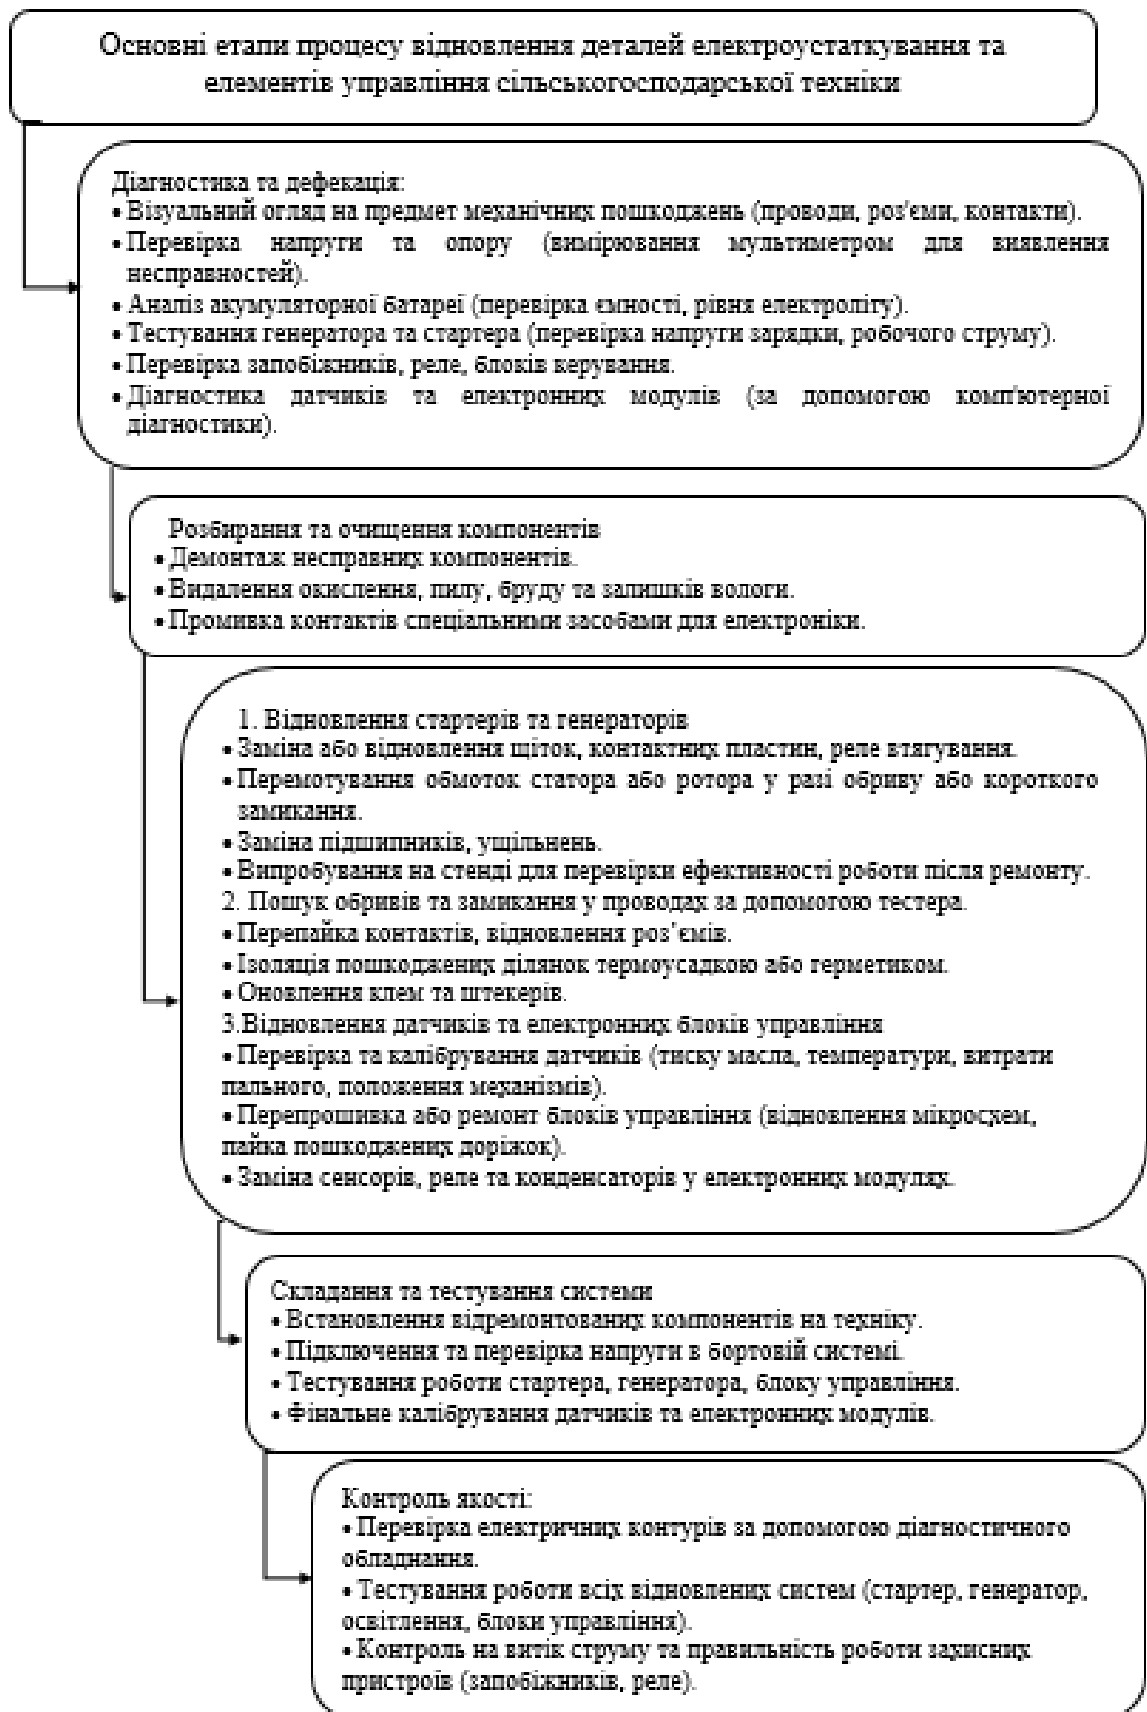 Основні етапи процесу відновлення деталей електроустаткування та
елементів управління сільськогосподарської техніки
Діагностика та дефекація:
• Візуальний огляд на предмет механічних пошкоджень (проводи, роз'єми, контакти).
• Перевірка напруги та опору (вимірювання мультиметром для виявлення
несправностей).
• Аналіз акумуляторної батареї (перевірка ємності, рівня електроліту).
• Тестування генератора та стартера (перевірка напруги зарядки, робочого струму).
• Перевірка запобіжників, реле, блоків керування.
• Діагностика датчиків та електронних модулів (за допомогою комп'ютерної
діагностики).
Розбирання та очищення компонентів
• Демонтаж несправних компонентів.
• Видалення окислення, пилу, бруду та залишків вологи.
• Промивка контактів спеціальними засобами для електроніки.
1. Відновлення стартерів та генераторів
• Заміна або відновлення щіток, контактних пластин, реле втягування.
• Перемотування обмоток статора або ротора у разі обриву або короткого
замикання.
• Заміна підшипників, ущільнень.
• Випробування на стенді для перевірки ефективності роботи після ремонту.
2. Пошук обривів та замикання у проводах за допомогою тестера.
• Перепайка контактів, відновлення роз’ємів.
• Ізоляція пошкоджених ділянок термоусадкою або герметиком.
• Оновлення клем та штекерів.
3.Відновлення датчиків та електронних блоків управління
• Перевірка та калібрування датчиків (тиску масла, температури, витрати
пального, положення механізмів).
• Перепрошивка або ремонт блоків управління (відновлення мікросхем,
пайка пошкоджених доріжок).
• Заміна сенсорів, реле та конденсаторів у електронних модулях.
Складання та тестування системи
• Встановлення відремонтованих компонентів на техніку.
• Підключення та перевірка напруги в бортовій системі.
• Тестування роботи стартера, генератора, блоку управління.
• Фінальне калібрування датчиків та електронних модулів.
Контроль якості:
• Перевірка електричних контурів за допомогою діагностичного
обладнання.
• Тестування роботи всіх відновлених систем (стартер, генератор,
освітлення, блоки управління).
• Контроль на витік струму та правильність роботи захисних
пристроїв (запобіжників, реле).